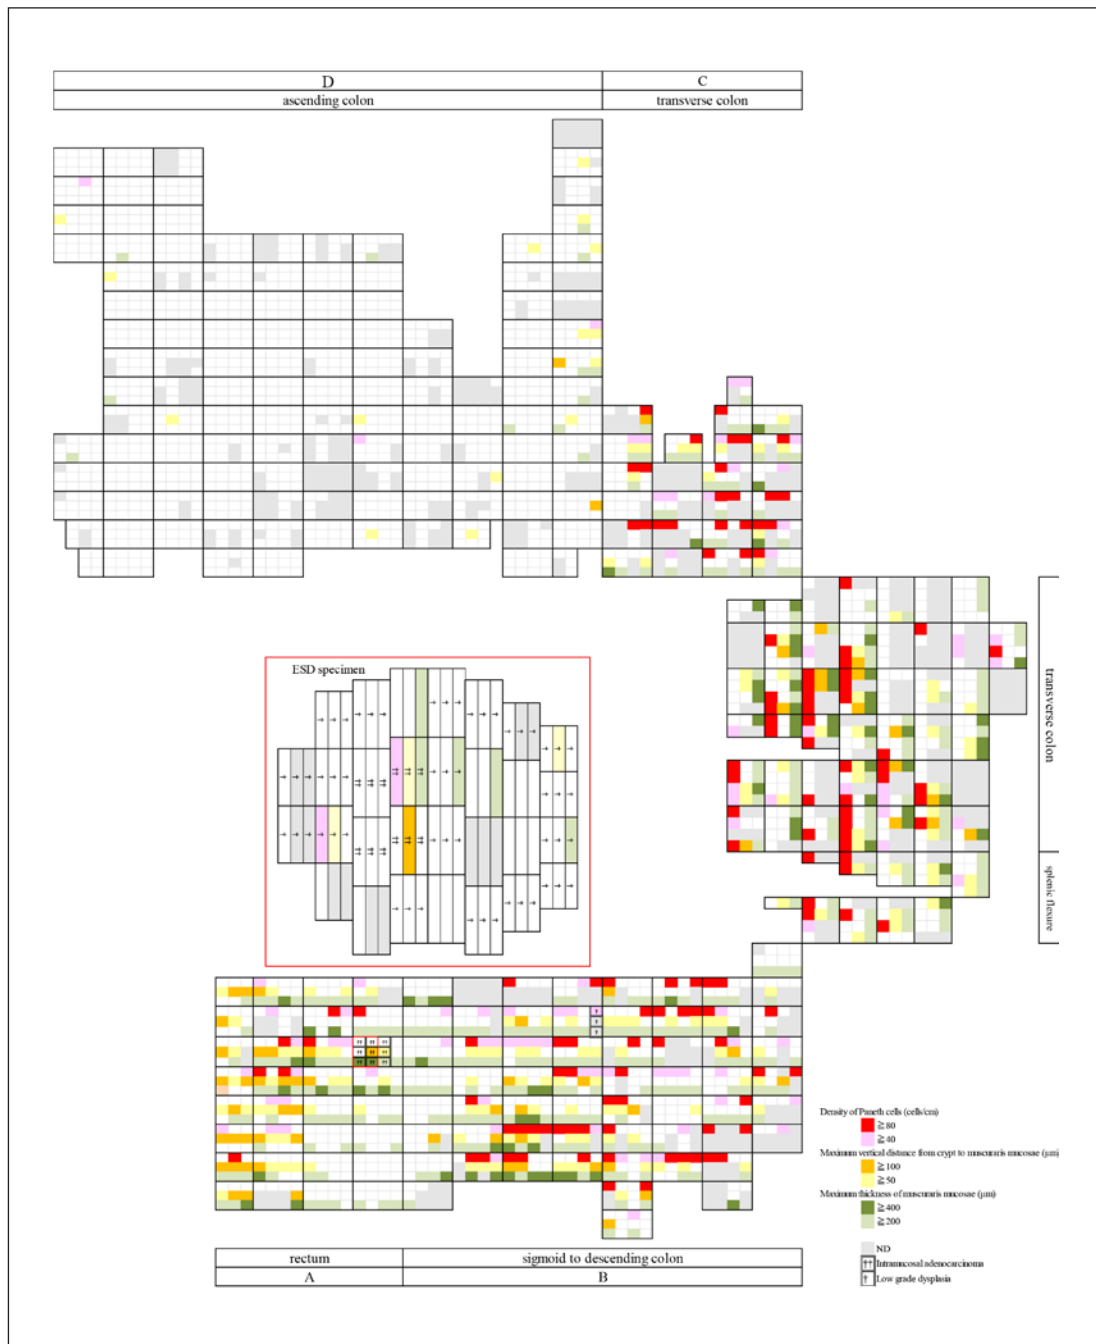 D
C
ascending colon
transverse colon
ESD specimen
transverse colon
splenic flexure
Density of Paneth cells (cells/cm)
≧80
≧40
Maximum vertical distance from crypt to muscuraris mucosae (μm)
≧100
≧50
Maximum thickness of muscuraris mucosae (μm)
≧400
≧200
ND
†† Intramucosal adenocarcinoma
† Low grade dysplasia
rectum
sigmoid to descending colon
A
B